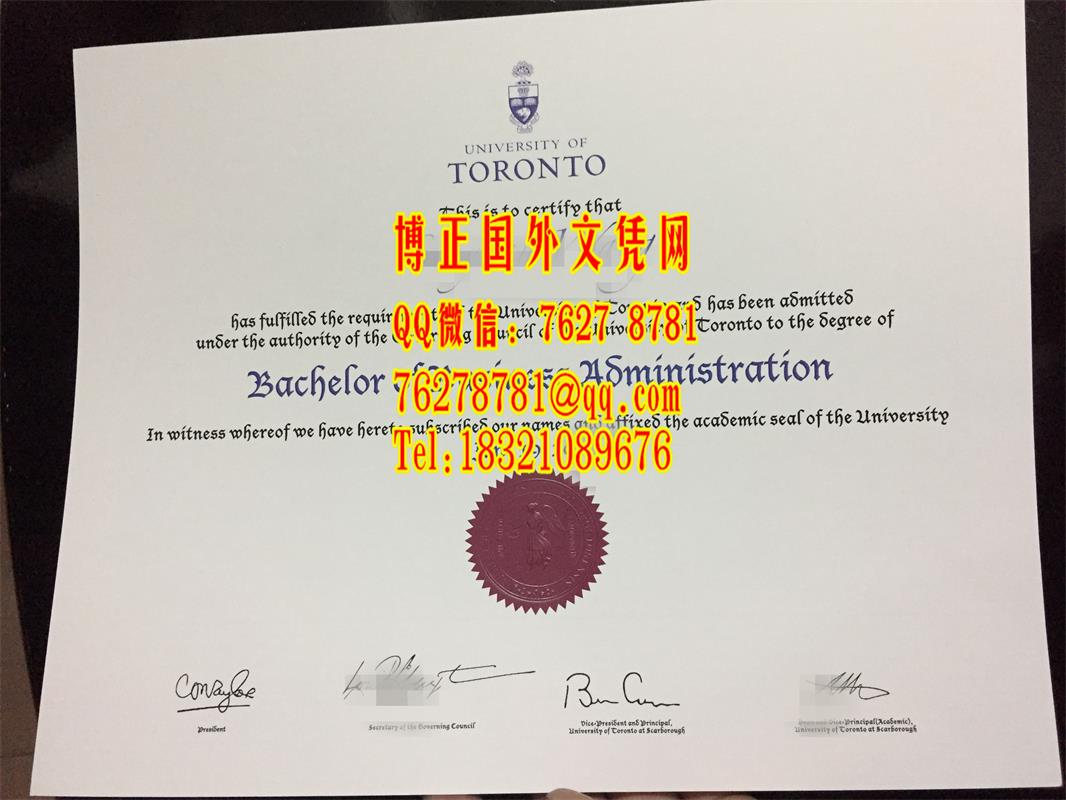 UNIVERSITY OF
TORONTO
This is to certify that
博正国外文凭网
has fulfilled the and has been admitted
QQ微信：7627 8781
under the authority of the Toronto to the degree of
Bachelor Administration
76278781@qq.com
In witness whereof we have hereto subscribed our names and affixed the academic seal of the University
Tel:18321089676
President
Secretary of the Governing Council
Vice-President and Principal,
University of Toronto at Scarborough
Vice-Principal(Academic),
University of Toronto at Scarborough